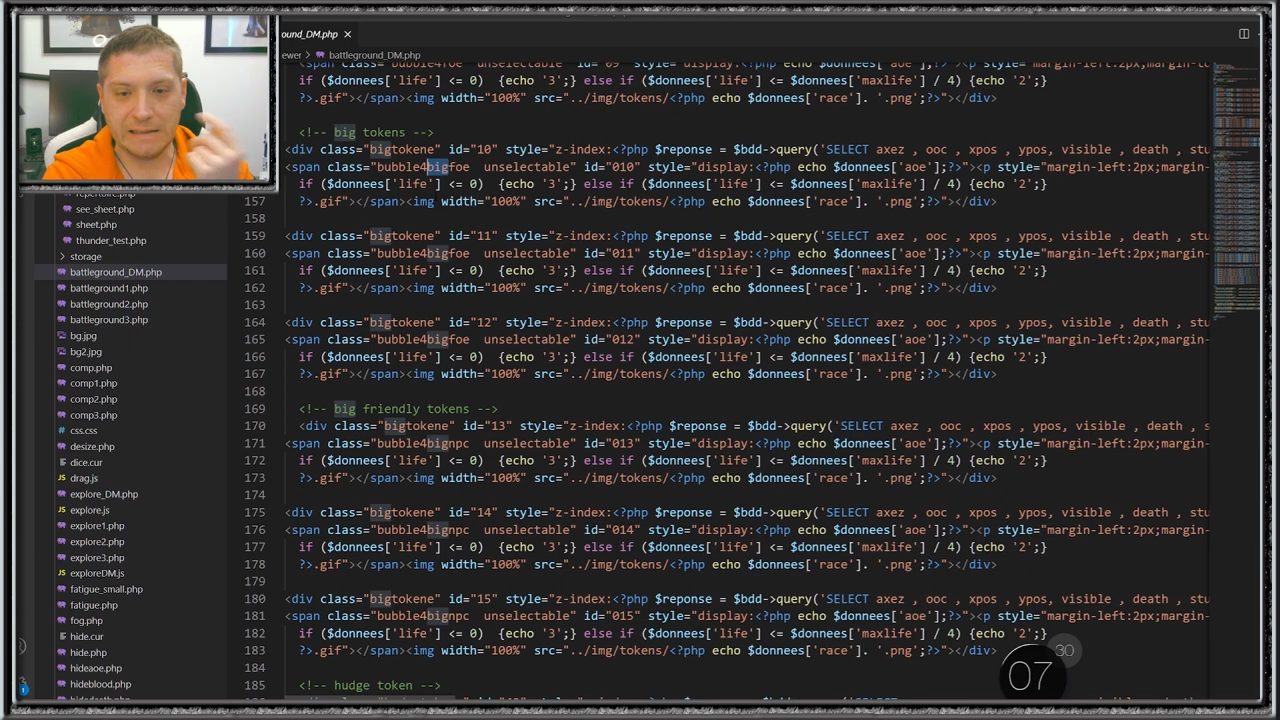 ound_DM.php
ewer > battleground_DM.php
<span class="bubble4foe unselectable" id="09" style="display:<?php echo $donnees['aoe'];?>"><p style="margin-left:2px;margin-t
if ($donnees['life'] <= 0) {echo '3';} else if ($donnees['life'] <= $donnees['maxlife'] / 4) {echo '2';}
?>.gif"></span><img width="100%" src="../img/tokens/<?php echo $donnees['race']. '.png';?>"></div>
<!-- big tokens -->
<div class="bigtokene" id="10" style="z-index:<?php $reponse = $bdd->query('SELECT axez , ooc , xpos , ypos, visible , death , stu
<span class="bubble4bigfoe unselectable" id="010" style="display:<?php echo $donnees['aoe'];?>"><p style="margin-left:2px;margin-
if ($donnees['life'] <= 0) {echo '3';} else if ($donnees['life'] <= $donnees['maxlife'] / 4) {echo '2';}
157 ?>.gif"></span><img width="100%" src="../img/tokens/<?php echo $donnees['race']. '.png';?>"></div>
158
159 <div class="bigtokene" id="11" style="z-index:<?php $reponse = $bdd->query('SELECT axez , ooc , xpos , ypos, visible , death , stu
160 <span class="bubble4bigfoe unselectable" id="011" style="display:<?php echo $donnees['aoe'];?>"><p style="margin-left:2px;margin-
161 if ($donnees['life'] <= 0) {echo '3';} else if ($donnees['life'] <= $donnees['maxlife'] / 4) {echo '2';}
162 ?>.gif"></span><img width="100%" src="../img/tokens/<?php echo $donnees['race']. '.png';?>"></div>
163
164 <div class="bigtokene" id="12" style="z-index:<?php $reponse = $bdd->query('SELECT axez , ooc , xpos , ypos, visible , death , stu
165 <span class="bubble4bigfoe unselectable" id="012" style="display:<?php echo $donnees['aoe'];?>"><p style="margin-left:2px;margin-
166 if ($donnees['life'] <= 0) {echo '3';} else if ($donnees['life'] <= $donnees['maxlife'] / 4) {echo '2';}
167 ?>.gif"></span><img width="100%" src="../img/tokens/<?php echo $donnees['race']. '.png';?>"></div>
168
169 <!-- big friendly tokens -->
170 <div class="bigtokene" id="13" style="z-index:<?php $reponse = $bdd->query('SELECT axez , ooc , xpos , ypos, visible , death , s
171 <span class="bubble4bignpc unselectable" id="013" style="display:<?php echo $donnees['aoe'];?>"><p style="margin-left:2px;margin-
172 if ($donnees['life'] <= 0) {echo '3';} else if ($donnees['life'] <= $donnees['maxlife'] / 4) {echo '2';}
173 ?>.gif"></span><img width="100%" src="../img/tokens/<?php echo $donnees['race']. '.png';?>"></div>
174
175 <div class="bigtokene" id="14" style="z-index:<?php $reponse = $bdd->query('SELECT axez , ooc , xpos , ypos, visible , death , stu
176 <span class="bubble4bignpc unselectable" id="014" style="display:<?php echo $donnees['aoe'];?>"><p style="margin-left:2px;margin-
177 if ($donnees['life'] <= 0) {echo '3';} else if ($donnees['life'] <= $donnees['maxlife'] / 4) {echo '2';}
178 ?>.gif"></span><img width="100%" src="../img/tokens/<?php echo $donnees['race']. '.png';?>"></div>
179
180 <div class="bigtokene" id="15" style="z-index:<?php $reponse = $bdd->query('SELECT axez , ooc , xpos , ypos, visible , death , stu
181 <span class="bubble4bignpc unselectable" id="015" style="display:<?php echo $donnees['aoe'];?>"><p style="margin-left:2px;margin-
182 if ($donnees['life'] <= 0) {echo '3';} else if ($donnees['life'] <= $donnees['maxlife'] / 4) {echo '2';}
183 ?>.gif"></span><img width="100%" src="../img/tokens/<?php echo $donnees['race']. '.png';?>"></div>
184
185 <!-- hudge token -->
repertoire.php
see_sheet.php
sheet.php
thunder_test.php
storage
battleground_DM.php
battleground1.php
battleground2.php
battleground3.php
bg.jpg
bg2.jpg
comp.php
comp1.php
comp2.php
comp3.php
css.css
desize.php
dice.cur
drag.js
explore_DM.php
explore.js
explore1.php
explore2.php
explore3.php
exploreDM.js
fatigue_small.php
fatigue.php
fog.php
hide.cur
hide.php
hideaoe.php
hideblood.php
hidedeath.php
1
07
30